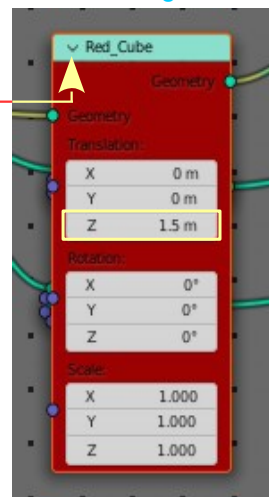 Red_Cube
Geometry
Geometry
Translation:
X 0 m
Y 0 m
Z 1.5 m
Rotation:
X 0°
Y 0°
Z 0°
Scale:
X 1.000
Y 1.000
Z 1.000